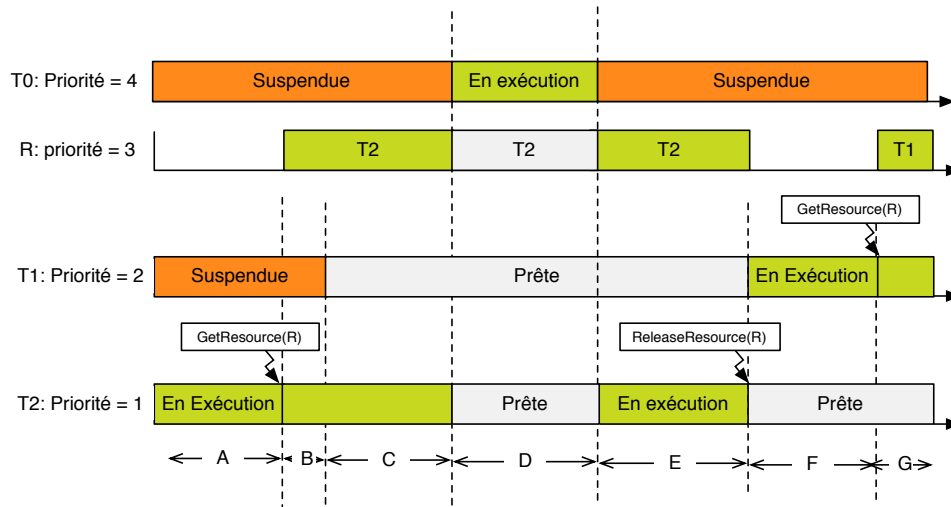 T0: Priorité = 4 Suspendue En exécution Suspendue
R: priorité = 3 T2 T2 T2 T1
GetResource(R)
T1: Priorité = 2 Suspendue Prête En Exécution
GetResource(R) ReleaseResource(R)
T2: Priorité = 1 En Exécution Prête En exécution Prête
A B C D E F G